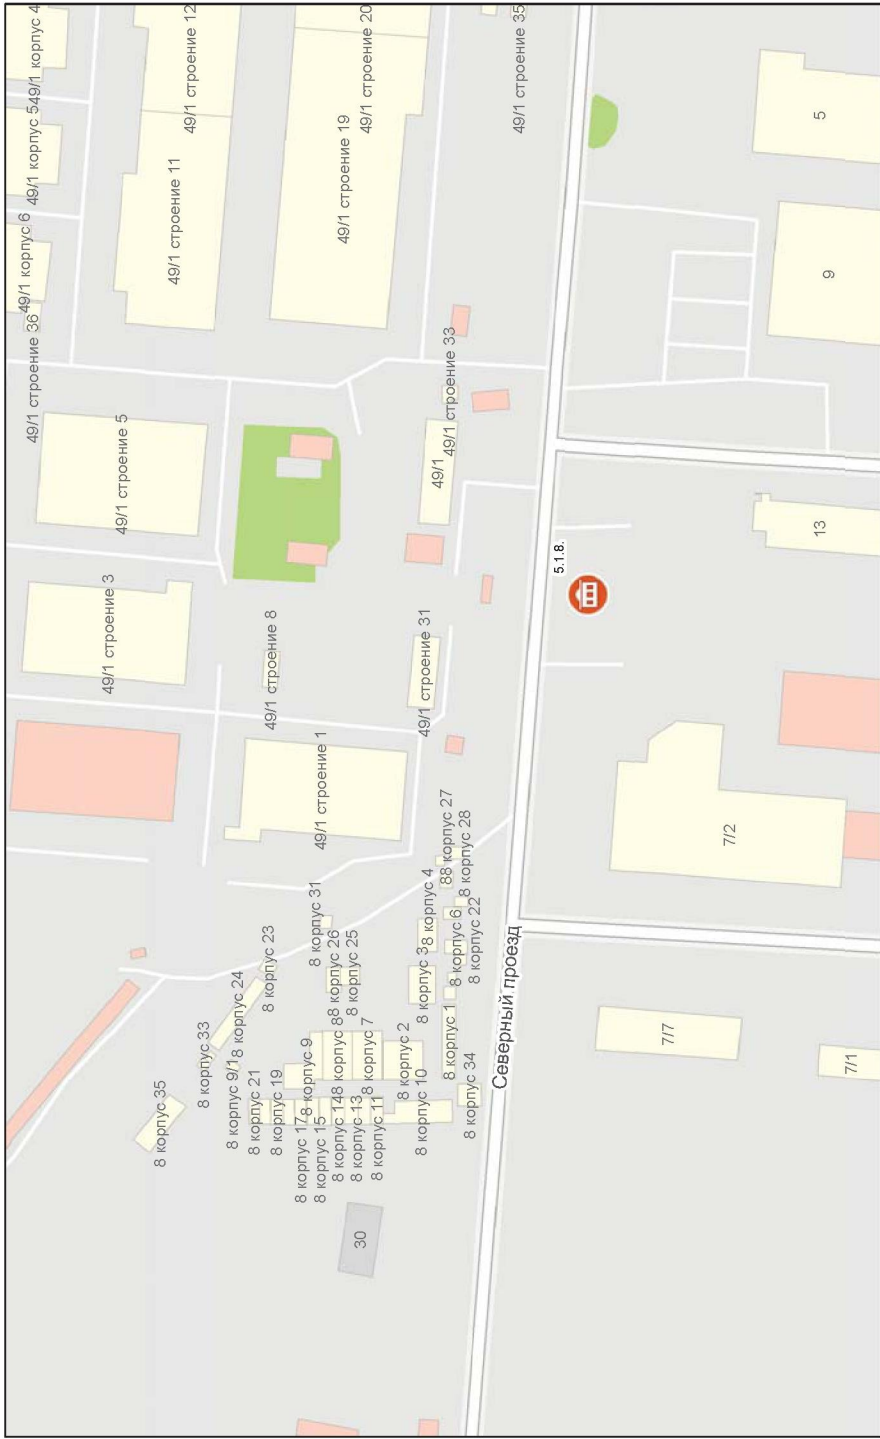 49/1 корпус 4
49/1 корпус 5
49/1 корпус 6
49/1 строение 36
49/1 строение 12
49/1 строение 11
49/1 строение 20
49/1 строение 19
49/1 строение 35
49/1 строение 5
49/1 строение 33
49/1
49/1 строение 3
49/1 строение 8
49/1 строение 31
49/1 строение 1
5
9
13
5.1.8.
7/2
7/7
7/1
Северный проезд
8 корпус 31
8 корпус 23
8 корпус 24
8 корпус 33
8 корпус 9/1
8 корпус 35
8 корпус 21
8 корпус 19
8 корпус 26
8 корпус 25
8 корпус 4
8 корпус 27
8
8 корпус 28
8 корпус 6
8 корпус 22
8 корпус 3
8 корпус 1
8 корпус 34
8 корпус 9
8 корпус 8
8 корпус 7
8 корпус 2
8 корпус 17
8 корпус 15
8 корпус 14
8 корпус 13
8 корпус 11
8 корпус 10
30